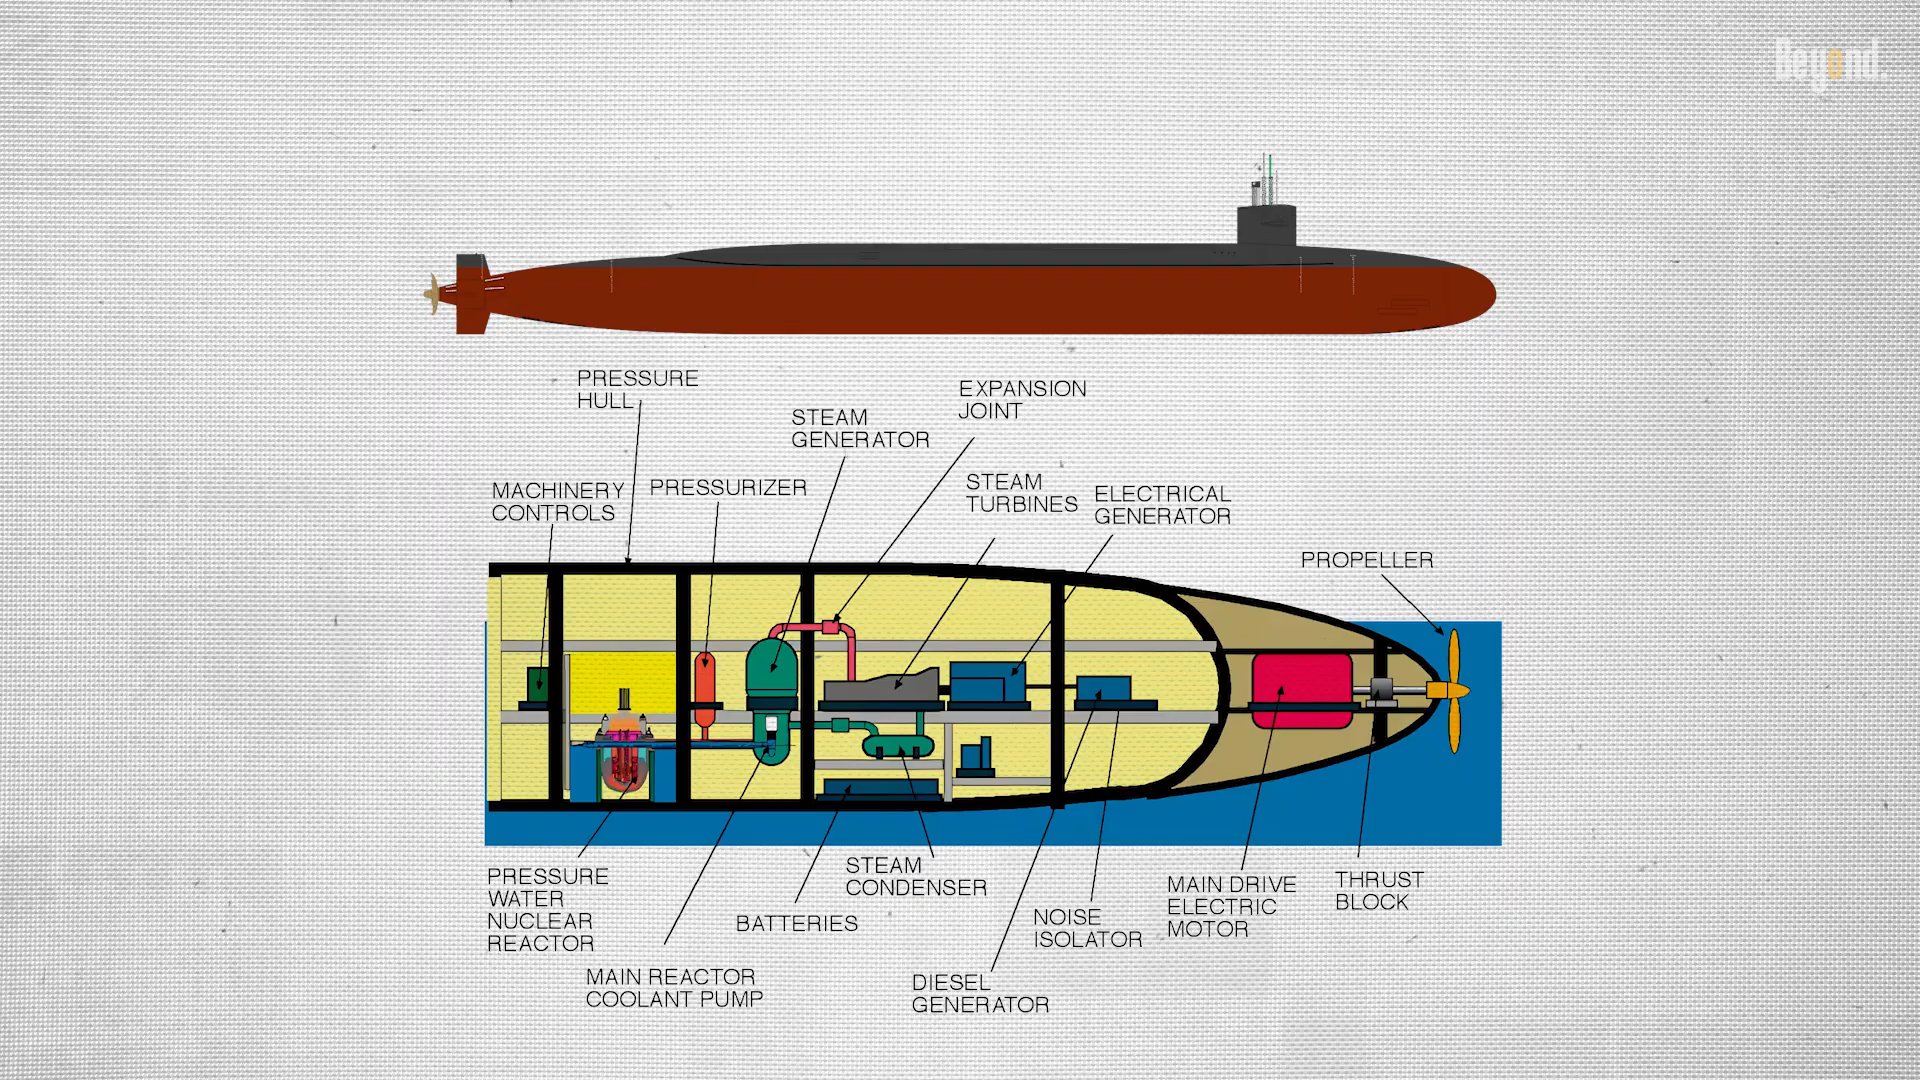 Beyond.
PRESSURE
HULL
EXPANSION
JOINT
STEAM
GENERATOR
MACHINERY
CONTROLS
PRESSURIZER
STEAM
TURBINES
ELECTRICAL
GENERATOR
PROPELLER
PRESSURE
WATER
NUCLEAR
REACTOR
MAIN REACTOR
COOLANT PUMP
BATTERIES
STEAM
CONDENSER
DIESEL
GENERATOR
NOISE
ISOLATOR
MAIN DRIVE
ELECTRIC
MOTOR
THRUST
BLOCK